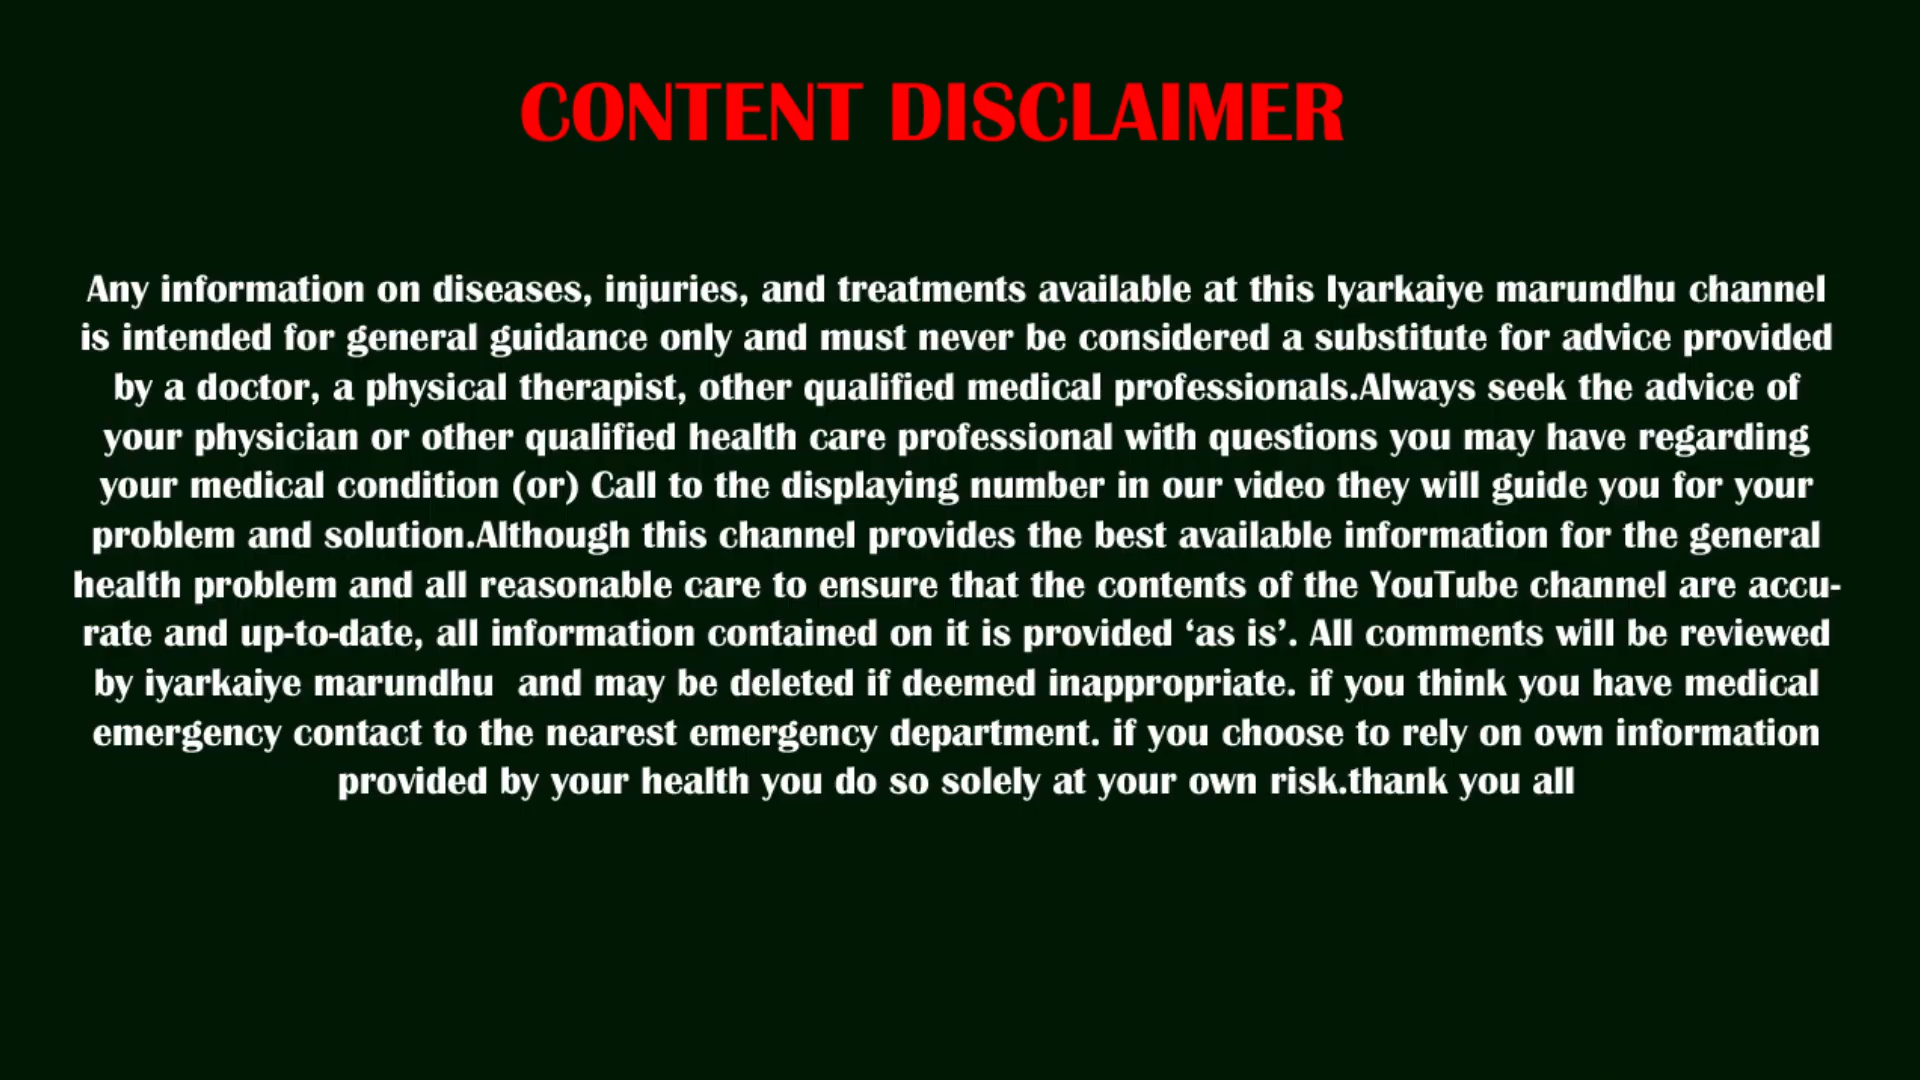 CONTENT DISCLAIMER
Any information on diseases, injuries, and treatments available at this Iyarkaiye marundhu channel
is intended for general guidance only and must never be considered a substitute for advice provided
by a doctor, a physical therapist, other qualified medical professionals.Always seek the advice of
your physician or other qualified health care professional with questions you may have regarding
your medical condition (or) Call to the displaying number in our video they will guide you for your
problem and solution.Although this channel provides the best available information for the general
health problem and all reasonable care to ensure that the contents of the YouTube channel are accu-
rate and up-to-date, all information contained on it is provided ‘as is’. All comments will be reviewed
by iyarkaiye marundhu  and may be deleted if deemed inappropriate. if you think you have medical
emergency contact to the nearest emergency department. if you choose to rely on own information
provided by your health you do so solely at your own risk.thank you all